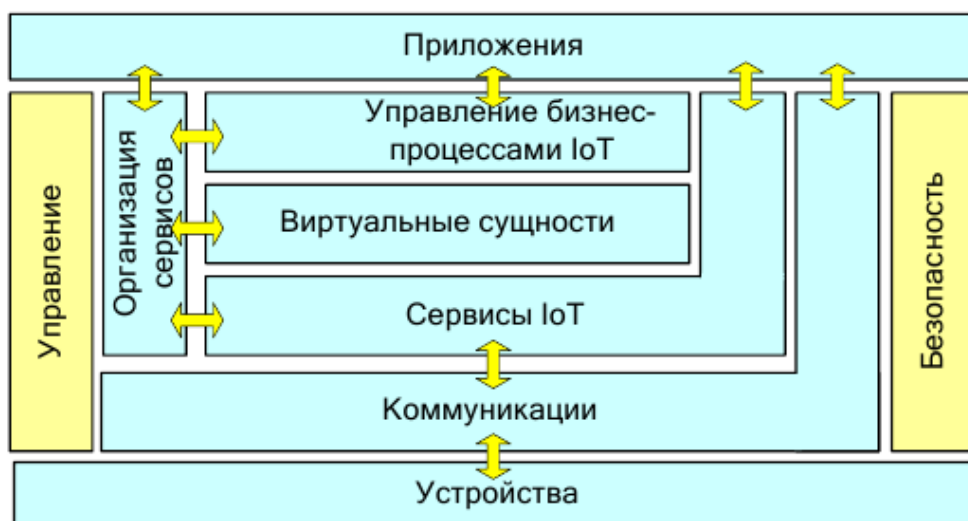 Приложения
Управление
Организация
сервисов
Управление бизнес-
процессами IoT
Виртуальные сущности
Сервисы IoT
Коммуникации
Безопасность
Устройства